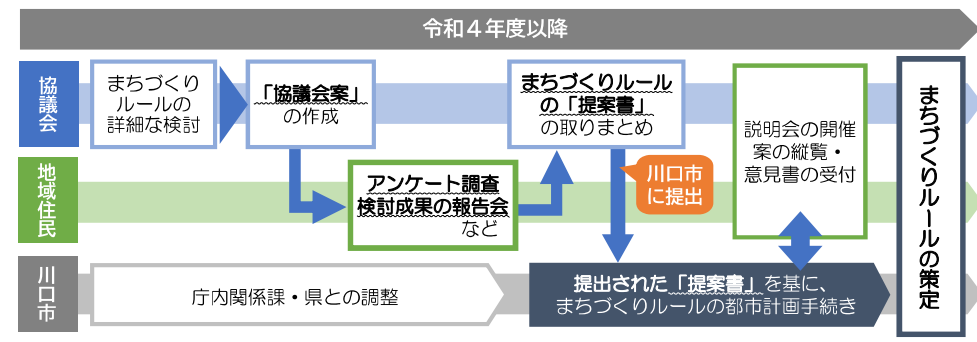 令和４年度以降
協議会
まちづくり
ルールの
詳細な検討
「協議会案」
の作成
まちづくりルール
の「提案書」
の取りまとめ
川口市
に提出
説明会の開催
案の縦覧・
意見書の受付
地域住民
アンケート調査
検討成果の報告会
など
川口市
庁内関係課・県との調整
提出された「提案書」を基に、
まちづくりルールの都市計画手続き
まちづくりルールの策定